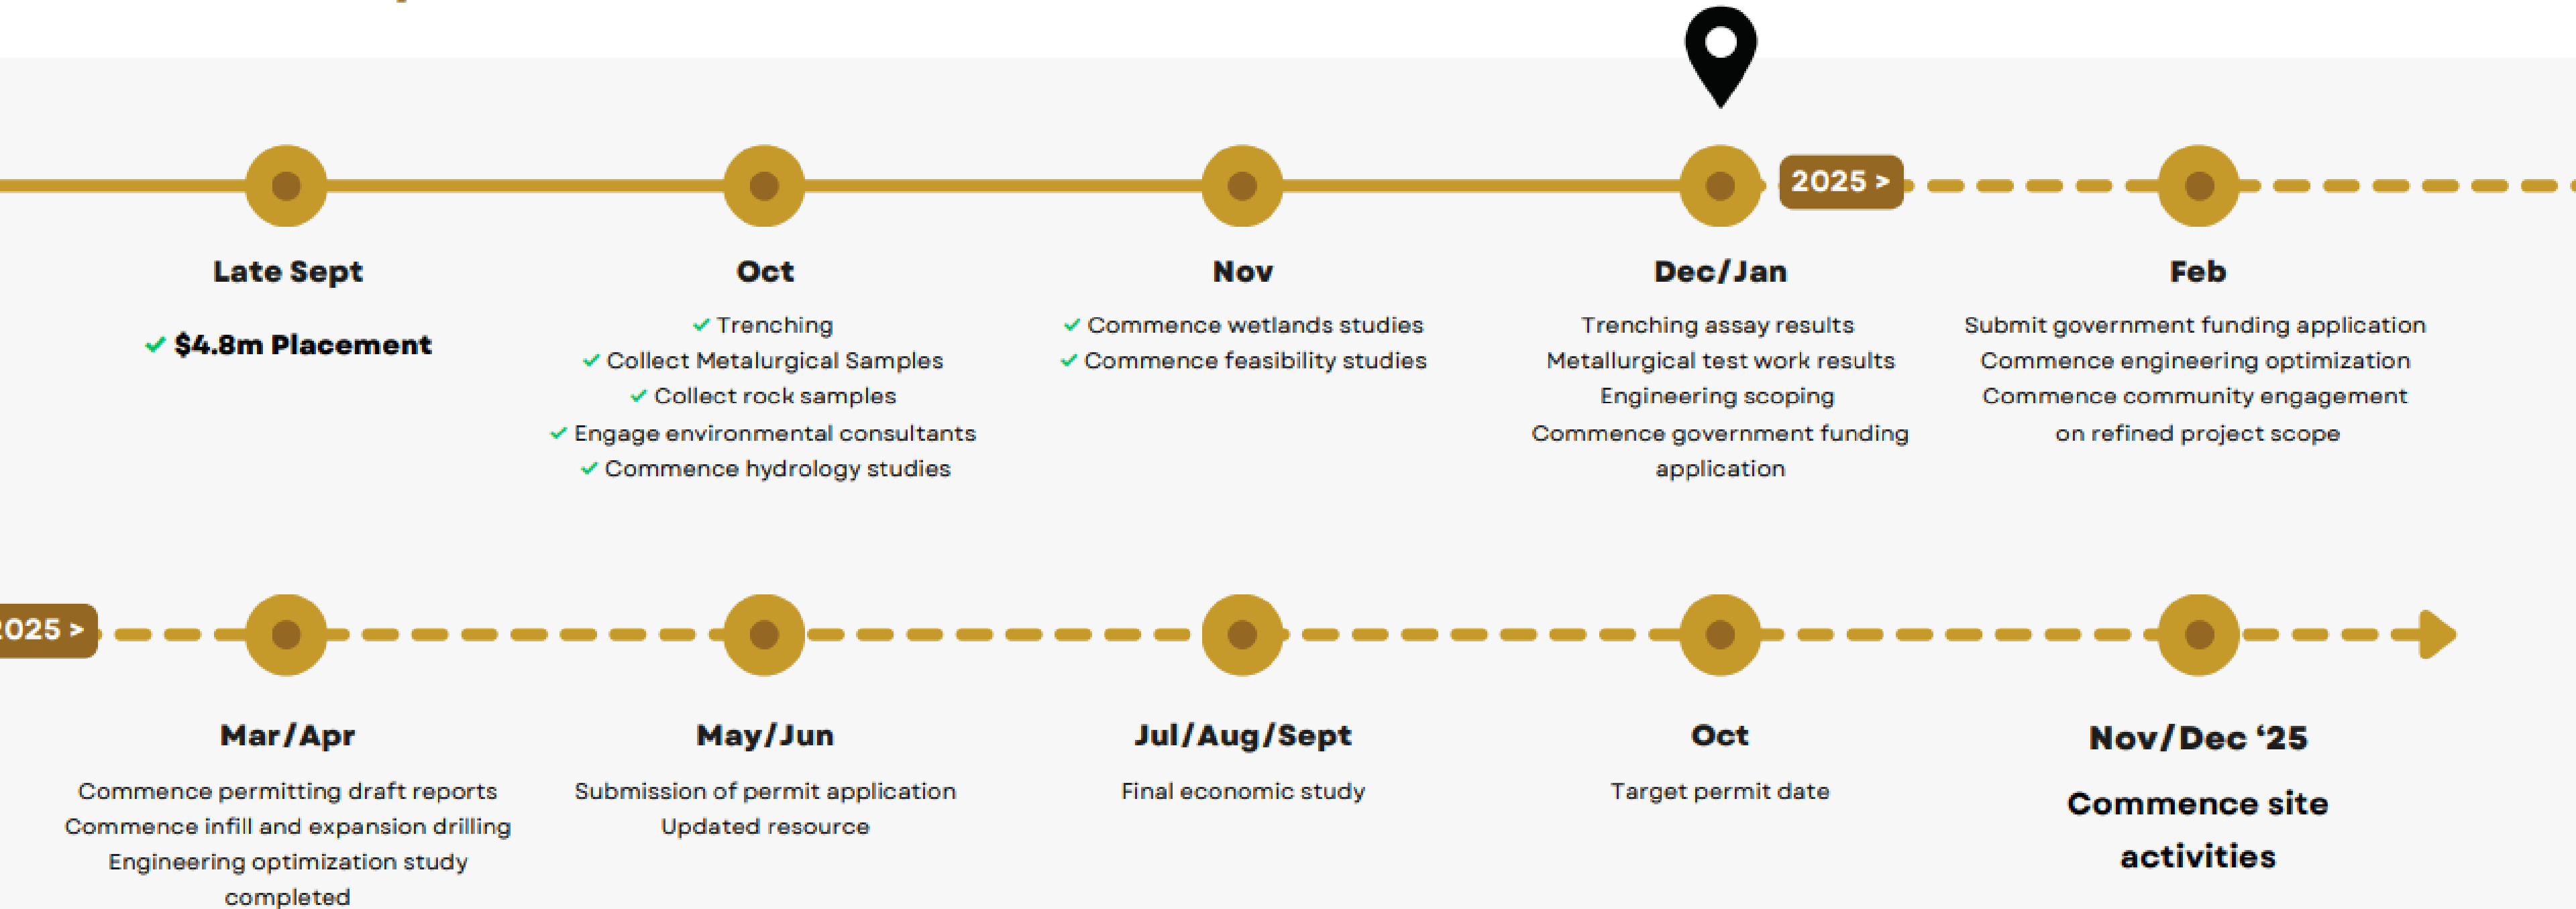 2025 >
Late Sept
Oct
Nov
Dec/Jan
Feb
$4.8m Placement
Trenching
Collect Metalurgical Samples
Collect rock samples
Engage environmental consultants
Commence hydrology studies
Commence wetlands studies
Commence feasibility studies
Trenching assay results
Metallurgical test work results
Engineering scoping
Commence government funding
application
Submit government funding application
Commence engineering optimization
Commence community engagement
on refined project scope
2025 >
Mar/Apr
May/Jun
Jul/Aug/Sept
Oct
Nov/Dec ‘25
Commence permitting draft reports
Commence infill and expansion drilling
Engineering optimization study
completed
Submission of permit application
Updated resource
Final economic study
Target permit date
Commence site
activities